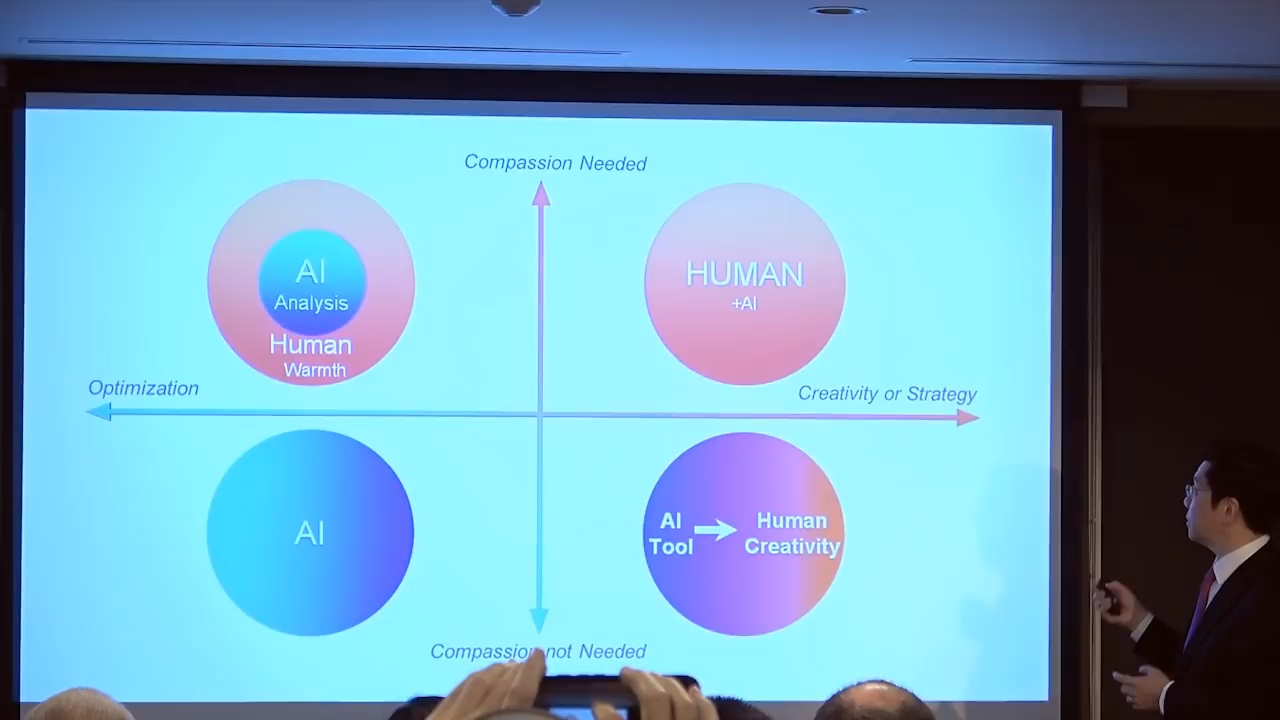 Compassion Needed
AI
Analysis
Human
Warmth
HUMAN
+AI
Optimization
Creativity or Strategy
AI
AI
Tool
Human
Creativity
Compassion not Needed